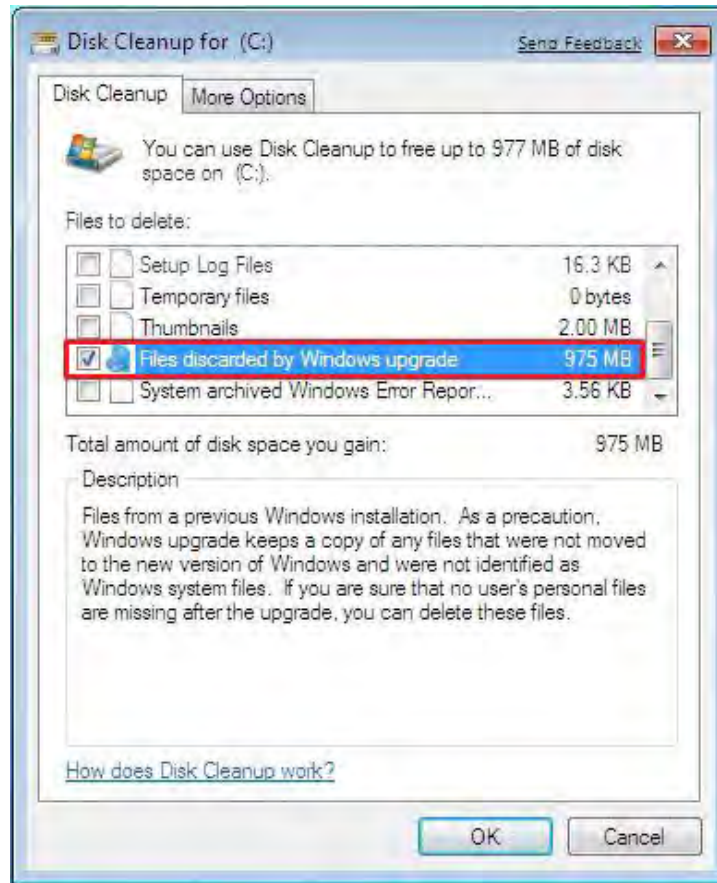 Disk Cleanup for (C:)
Send Feedback
Disk Cleanup
More Options
You can use Disk Cleanup to free up to 977 MB of disk
space on (C:).
Files to delete:
Setup Log Files 16.3 KB
Temporary files 0 bytes
Thumbnails 2.00 MB
Files discarded by Windows upgrade 975 MB
System archived Windows Error Repor... 3.56 KB
Total amount of disk space you gain: 975 MB
Description
Files from a previous Windows installation. As a precaution,
Windows upgrade keeps a copy of any files that were not moved
to the new version of Windows and were not identified as
Windows system files. If you are sure that no user's personal files
are missing after the upgrade, you can delete these files.
How does Disk Cleanup work?
OK
Cancel